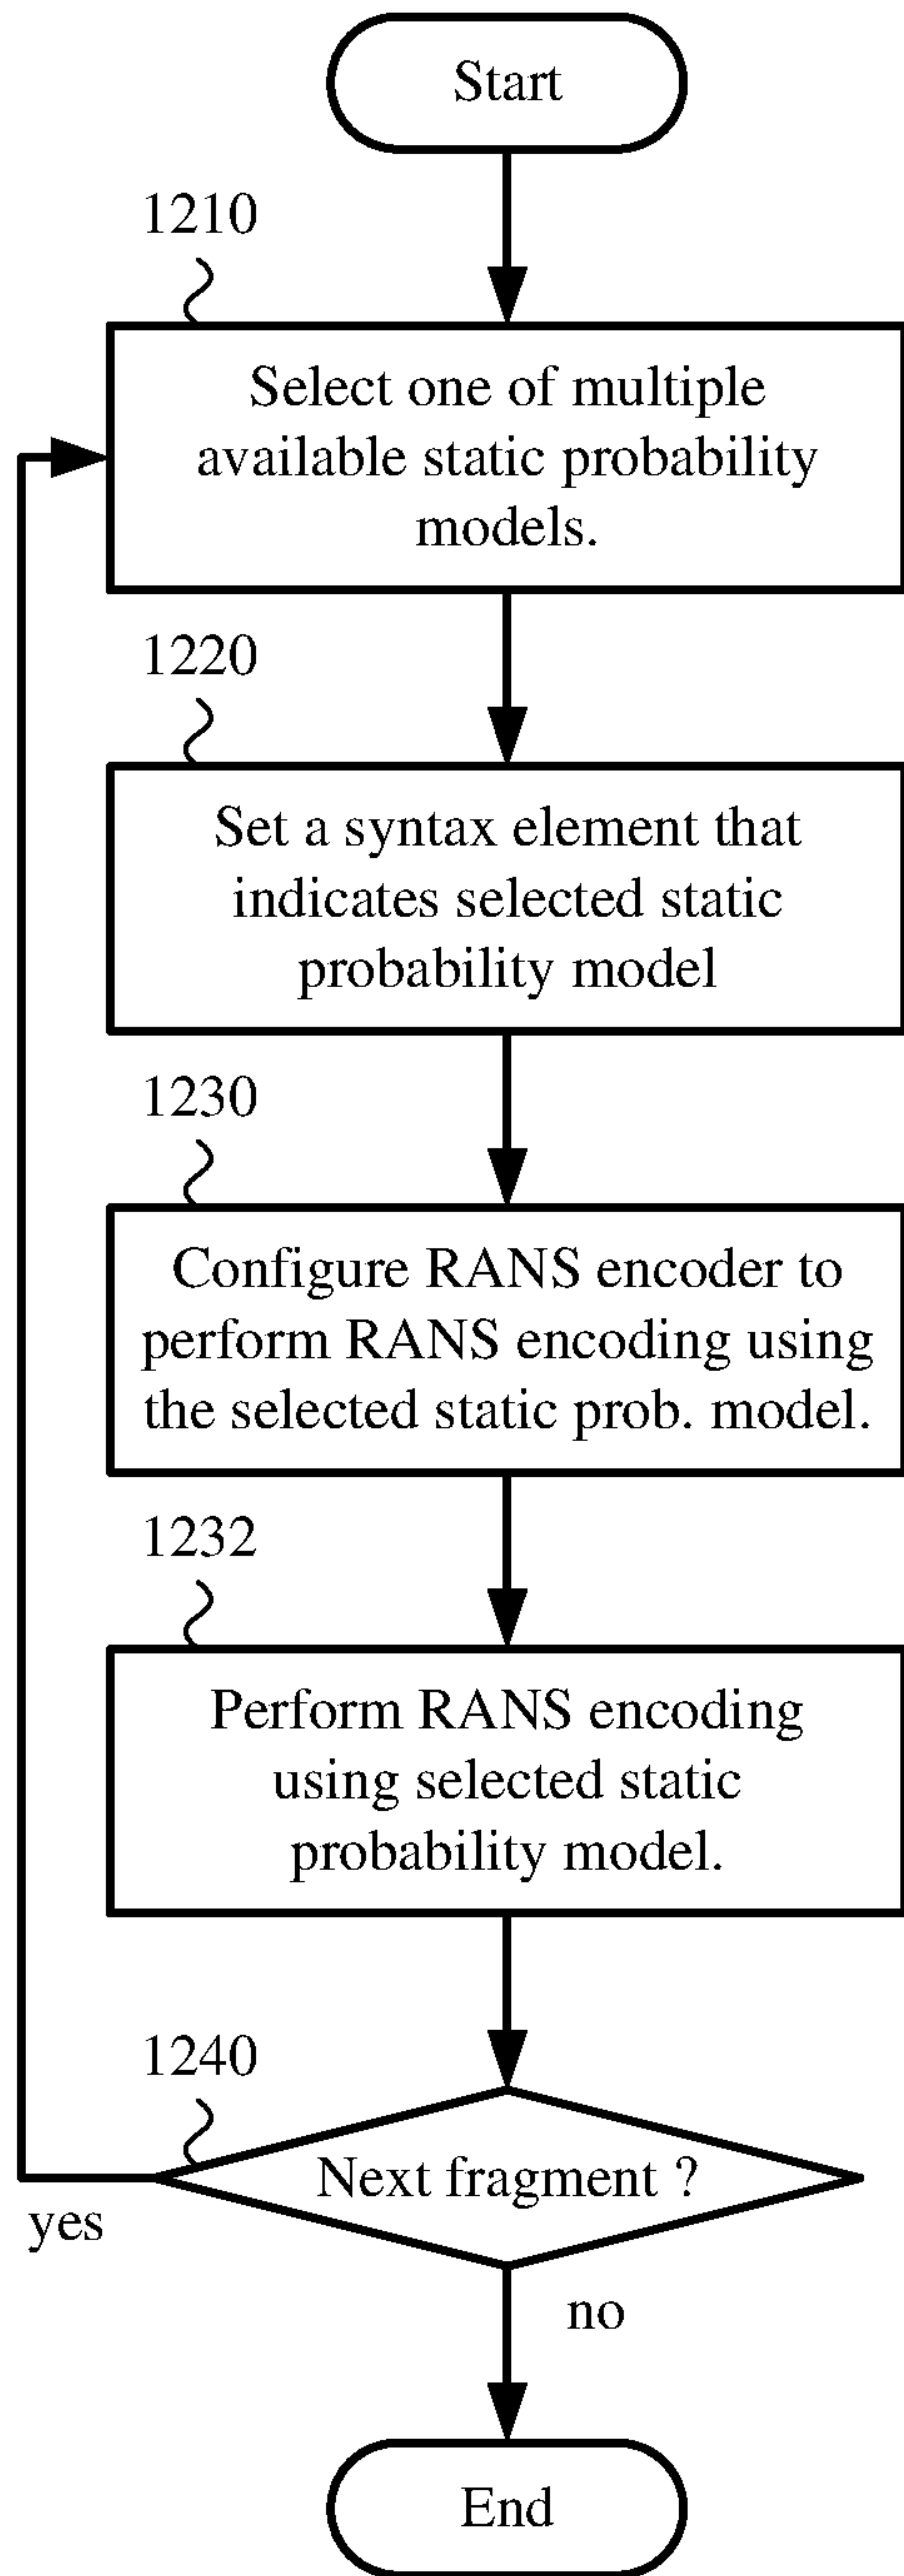 Start
1210
Select one of multiple
available static probability
models.
1220
Set a syntax element that
indicates selected static
probability model
1230
Configure RANS encoder to
perform RANS encoding using
the selected static prob. model.
1232
Perform RANS encoding
using selected static
probability model.
1240
Next fragment ?
yes
no
End